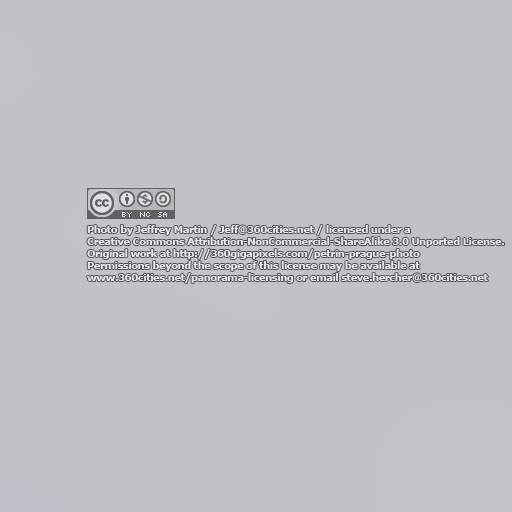 cc
BY NC SA
Photo by Jeffrey Martin / Jeff@360cities.net / licensed under a
Creative Commons Attribution-NonCommercial-ShareAlike 3.0 Unported License.
Original work at http://360gigapixels.com/petrin-prague-photo
Permissions beyond the scope of this license may be available at
www.360cities.net/panorama-licensing or email steve.hercher@360cities.net